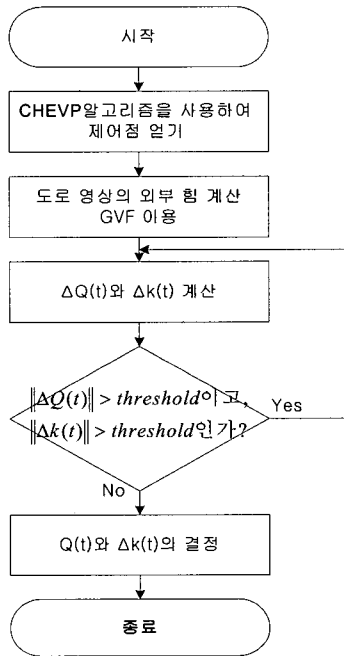 시작
CHEVP알고리즘을 사용하여
제어점 얻기
도로 영상의 외부 힘 계산
GVF 이용
ΔQ(t)와 Δk(t) 계산
‖ΔQ(t)‖ > threshold이고,
‖Δk(t)‖ > threshold인가?
Yes
No
Q(t)와 Δk(t)의 결정
종료